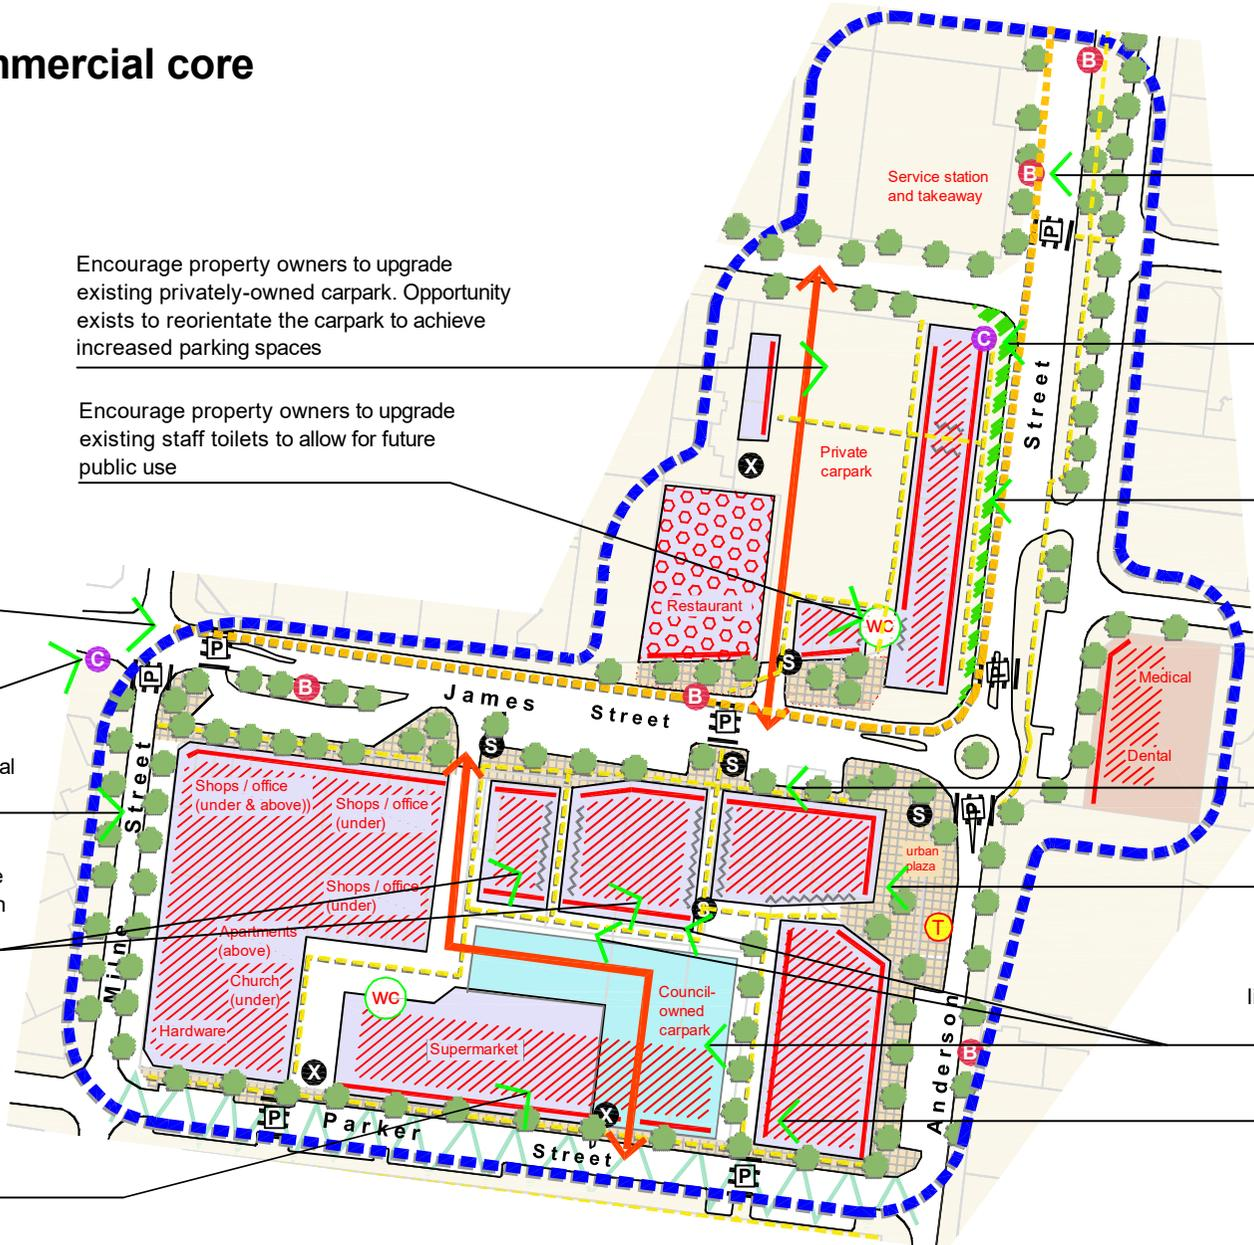 mmercial core
B
B
Service station
and takeaway
P
Encourage property owners to upgrade
existing privately-owned carpark. Opportunity
exists to reorientate the carpark to achieve
increased parking spaces
C
Street
Encourage property owners to upgrade
existing staff toilets to allow for future
public use
Private
carpark
X
Restaurant
WC
S
P
C
P
P
B
B
James
Street
P
S
S
Medical
Dental
al
Street
Shops / office
(under & above))
Shops / office
(under)
P
S
urban
plaza
e
n
Shops / office
(under)
S
T
Milne
Apartments
(above)
Church
(under)
WC
Council-
owned
carpark
li
Hardware
Supermarket
B
Anderson
X
X
P
Parker
Street
P